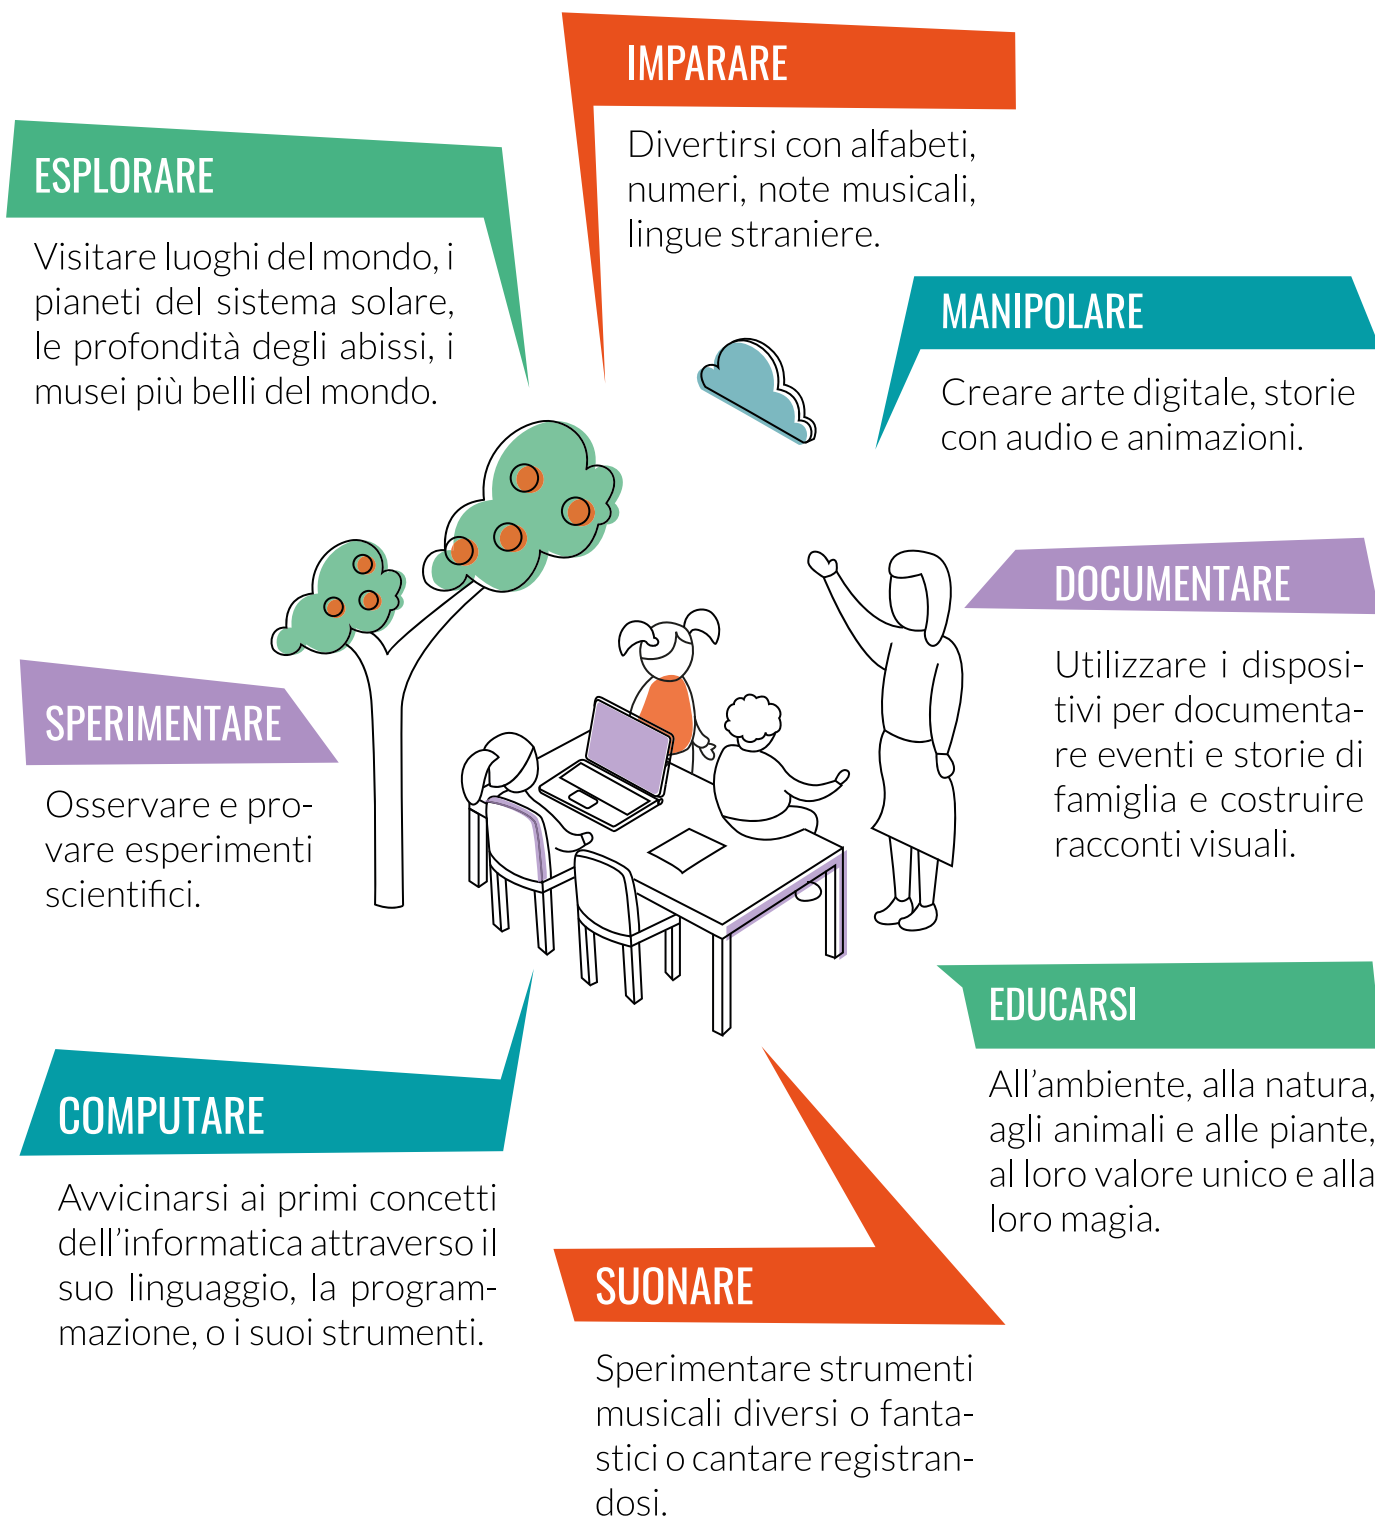 IMPARARE
Divertirsi con alfabeti,
numeri, note musicali,
lingue straniere.
ESPLORARE
Visitare luoghi del mondo, i
pianeti del sistema solare,
le profondità degli abissi, i
musei più belli del mondo.
MANIPOLARE
Creare arte digitale, storie
con audio e animazioni.
DOCUMENTARE
Utilizzare i disposi-
tivi per documenta-
re eventi e storie di
famiglia e costruire
racconti visuali.
SPERIMENTARE
Osservare e pro-
vare esperimenti
scientifici.
EDUCARSI
All'ambiente, alla natura,
agli animali e alle piante,
al loro valore unico e alla
loro magia.
COMPUTARE
Avvicinarsi ai primi concetti
dell'informatica attraverso il
suo linguaggio, la program-
mazione, o i suoi strumenti.
SUONARE
Sperimentare strumenti
musicali diversi o fanta-
stici o cantare registran-
dosi.